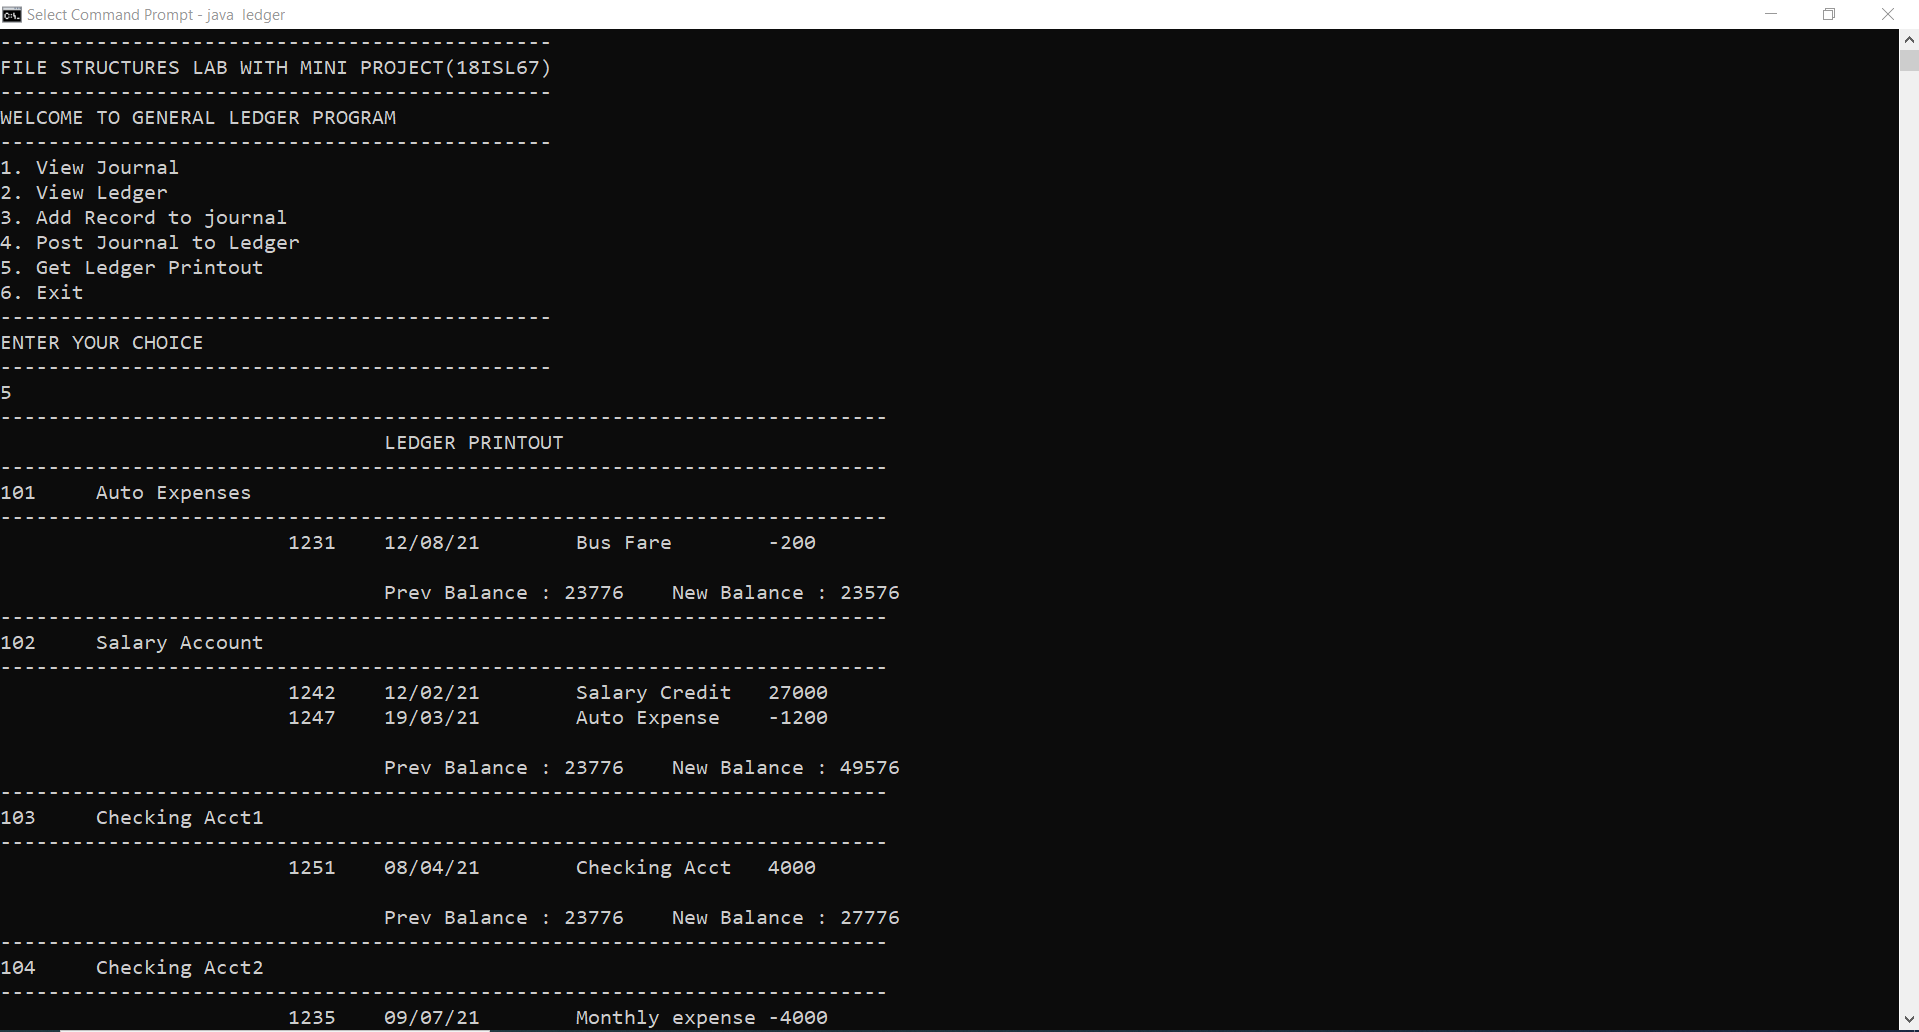 Select Command Prompt - java  ledger
----------------------------------------------
FILE STRUCTURES LAB WITH MINI PROJECT(18ISL67)
----------------------------------------------
WELCOME TO GENERAL LEDGER PROGRAM
----------------------------------------------
1. View Journal
2. View Ledger
3. Add Record to journal
4. Post Journal to Ledger
5. Get Ledger Printout
6. Exit
----------------------------------------------
ENTER YOUR CHOICE
----------------------------------------------
5
--------------------------------------------------------------------------
                                LEDGER PRINTOUT
--------------------------------------------------------------------------
101     Auto Expenses
--------------------------------------------------------------------------
                        1231    12/08/21        Bus Fare        -200
                                Prev Balance : 23776    New Balance : 23576
--------------------------------------------------------------------------
102     Salary Account
--------------------------------------------------------------------------
                        1242    12/02/21        Salary Credit   27000
                        1247    19/03/21        Auto Expense    -1200
                                Prev Balance : 23776    New Balance : 49576
--------------------------------------------------------------------------
103     Checking Acct1
--------------------------------------------------------------------------
                        1251    08/04/21        Checking Acct   4000
                                Prev Balance : 23776    New Balance : 27776
--------------------------------------------------------------------------
104     Checking Acct2
--------------------------------------------------------------------------
                        1235    09/07/21        Monthly expense -4000